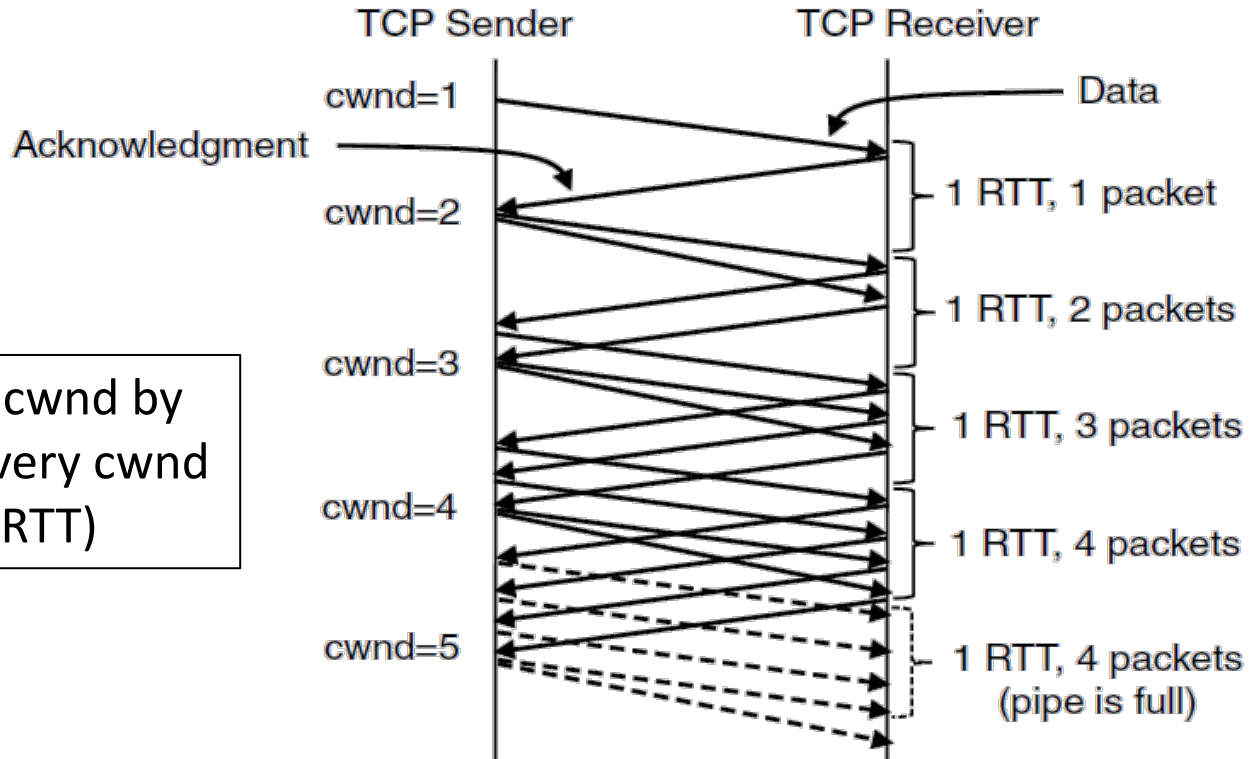 TCP Sender
TCP Receiver
cwnd=1
Data
Acknowledgment
1 RTT, 1 packet
cwnd=2
1 RTT, 2 packets
cwnd=3
cwnd by
very cwnd
RTT)
1 RTT, 3 packets
cwnd=4
1 RTT, 4 packets
cwnd=5
1 RTT, 4 packets
(pipe is full)